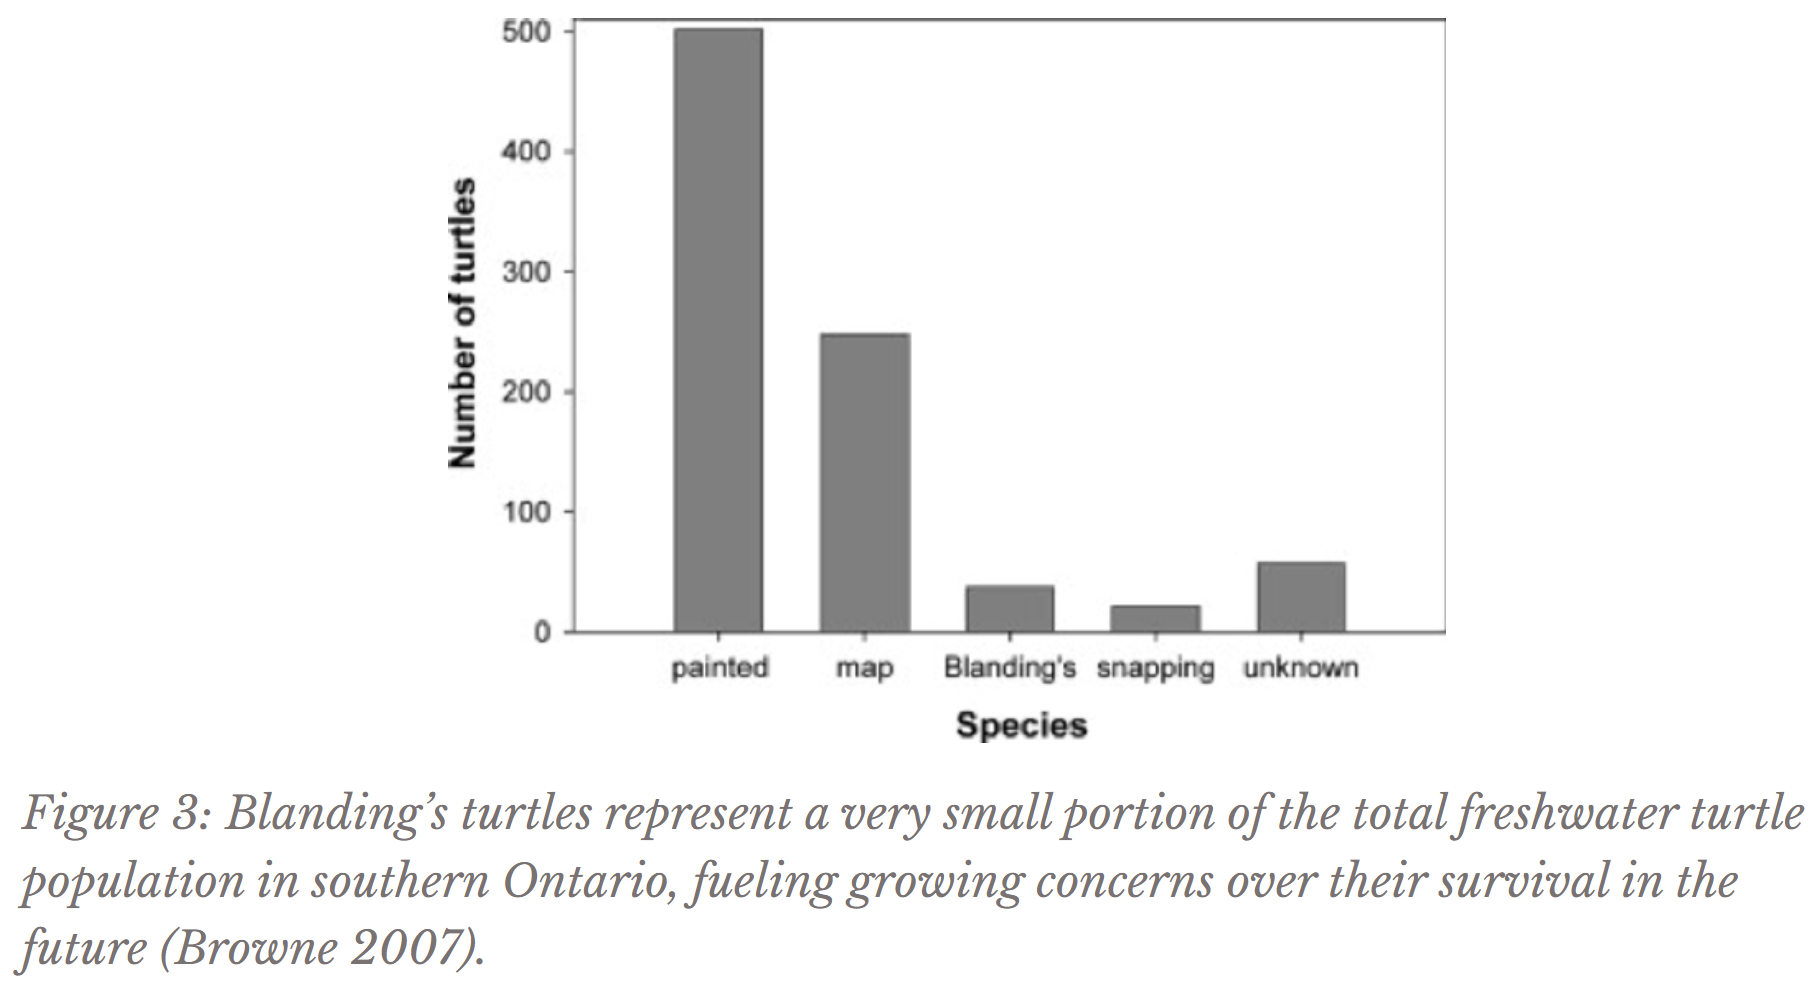 500
400
300
200
100
0
Number of turtles
painted map Blanding's snapping unknown
Species
Figure 3: Blanding’s turtles represent a very small portion of the total freshwater turtle
population in southern Ontario, fueling growing concerns over their survival in the
future (Browne 2007).